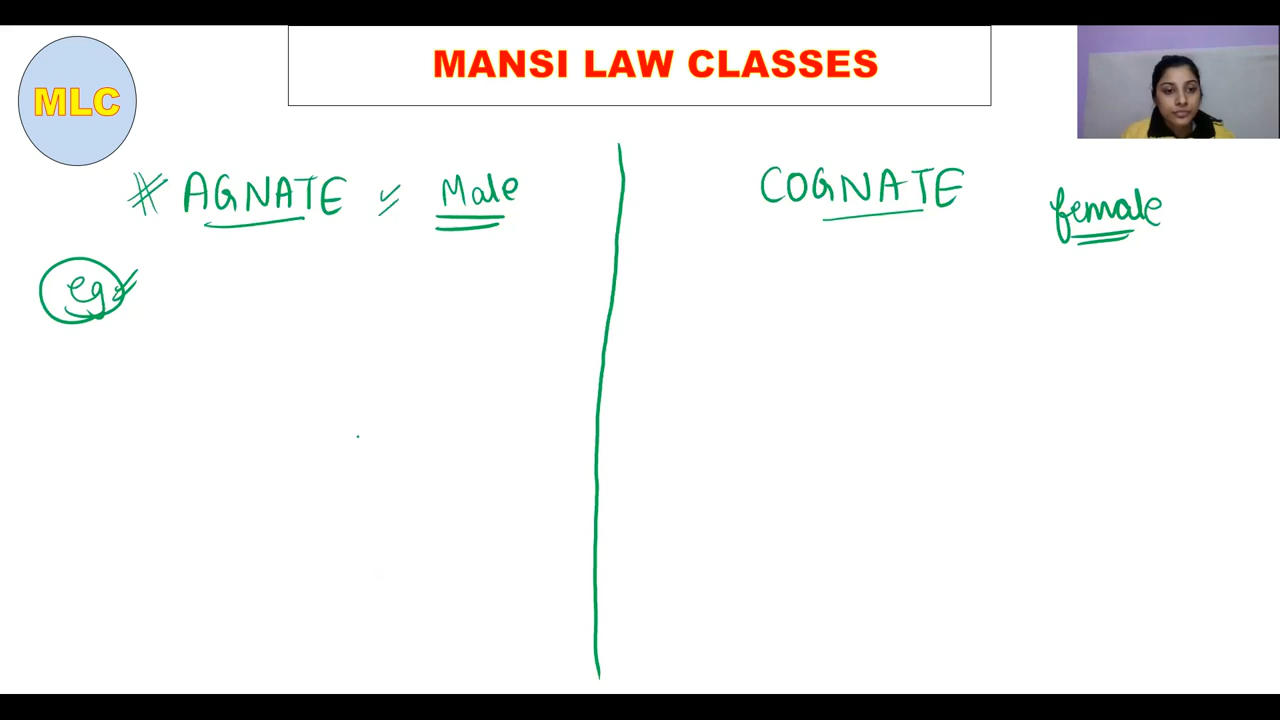 MANSI LAW CLASSES
MLC
# AGNATE Male
COGNATE female
eg